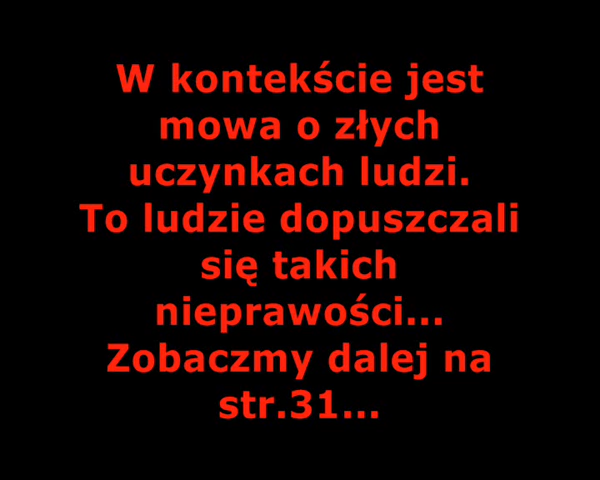 W kontekście jest
mowa o złych
uczynkach ludzi.
To ludzie dopuszczali
się takich
nieprawości...
Zobaczmy dalej na
str.31...